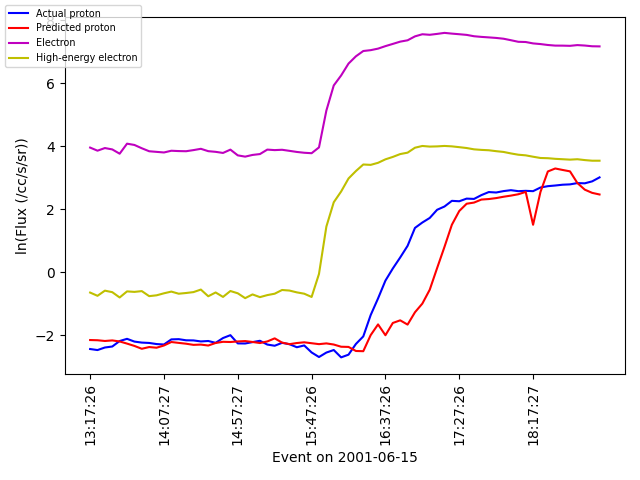 Actual proton
Predicted proton
Electron
High-energy electron
8
6
4
2
0
−2
ln(Flux (/cc/s/sr))
13:17:26
14:07:27
14:57:27
15:47:26
16:37:26
17:27:26
18:17:27
Event on 2001-06-15